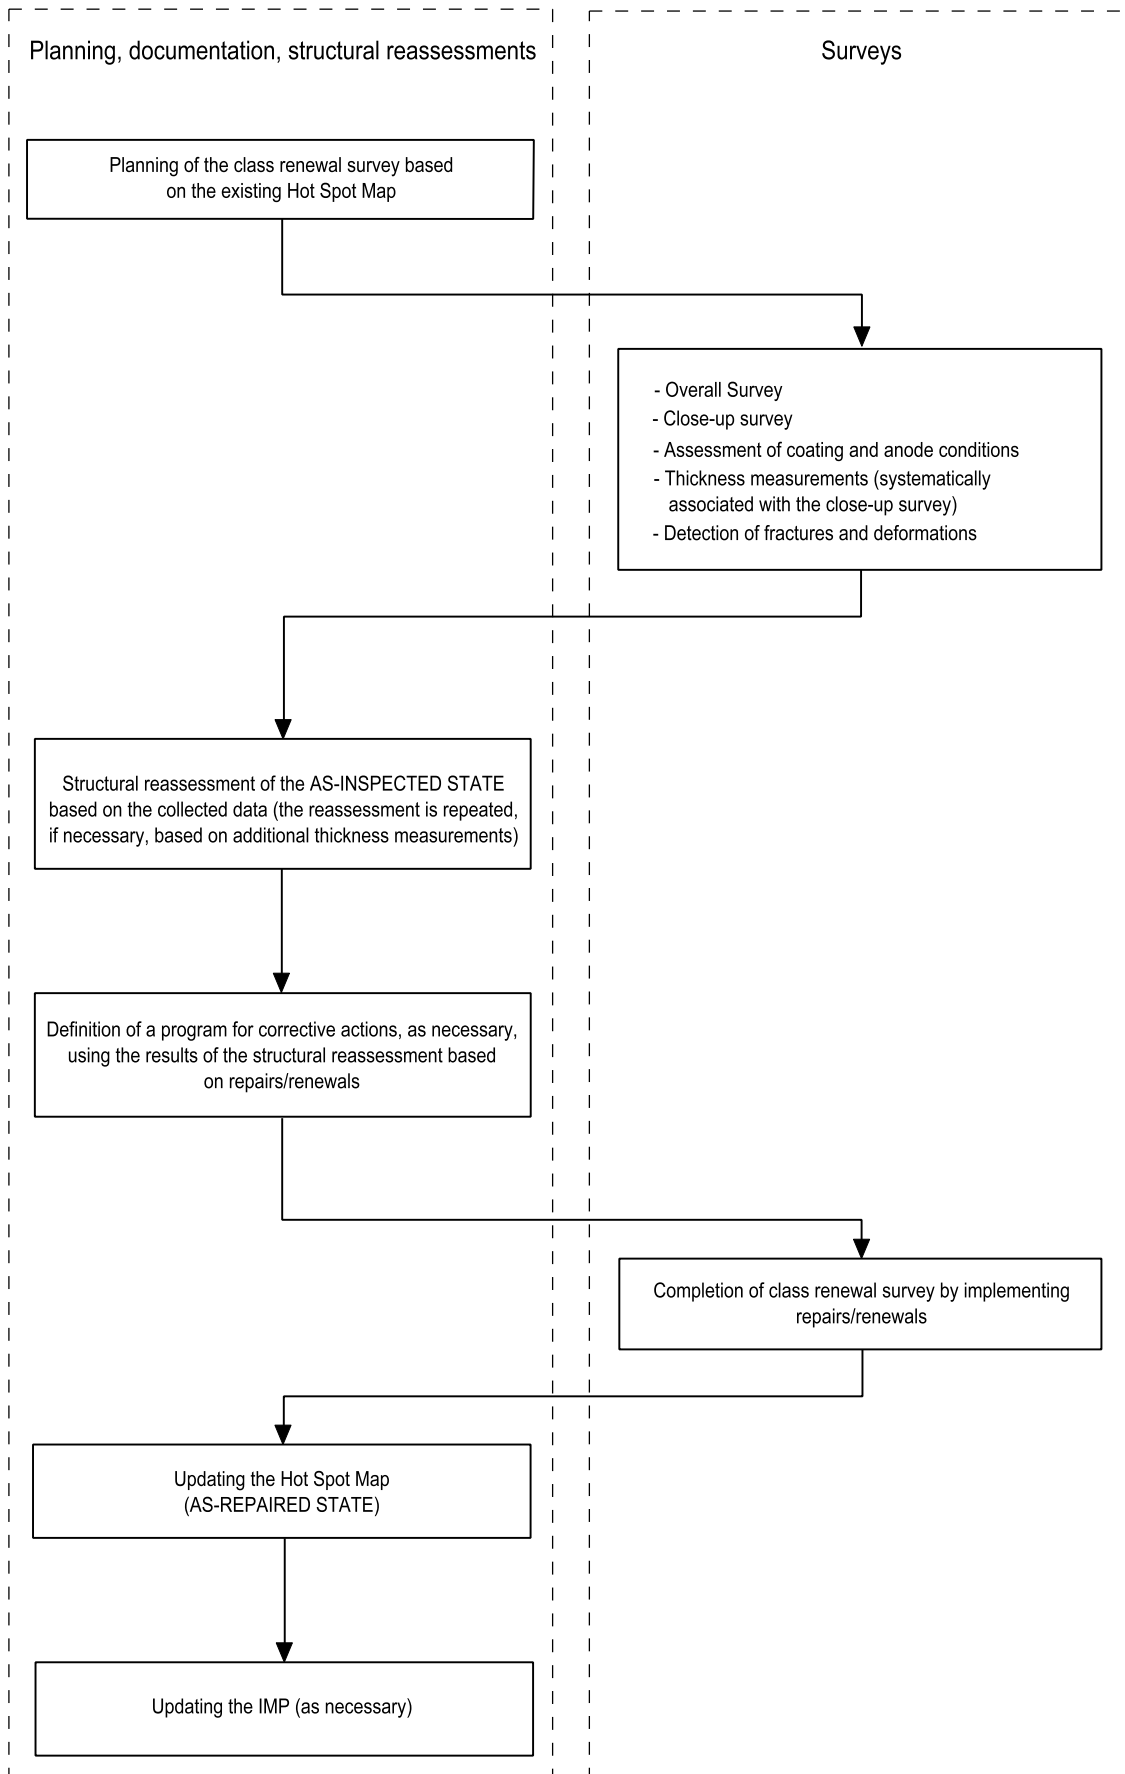 Planning, documentation, structural reassessments
Surveys
Planning of the class renewal survey based
on the existing Hot Spot Map
- Overall Survey
- Close-up survey
- Assessment of coating and anode conditions
- Thickness measurements (systematically
associated with the close-up survey)
- Detection of fractures and deformations
Structural reassessment of the AS-INSPECTED STATE
based on the collected data (the reassessment is repeated,
if necessary, based on additional thickness measurements)
Definition of a program for corrective actions, as necessary,
using the results of the structural reassessment based
on repairs/renewals
Completion of class renewal survey by implementing
repairs/renewals
Updating the Hot Spot Map
(AS-REPAIRED STATE)
Updating the IMP (as necessary)